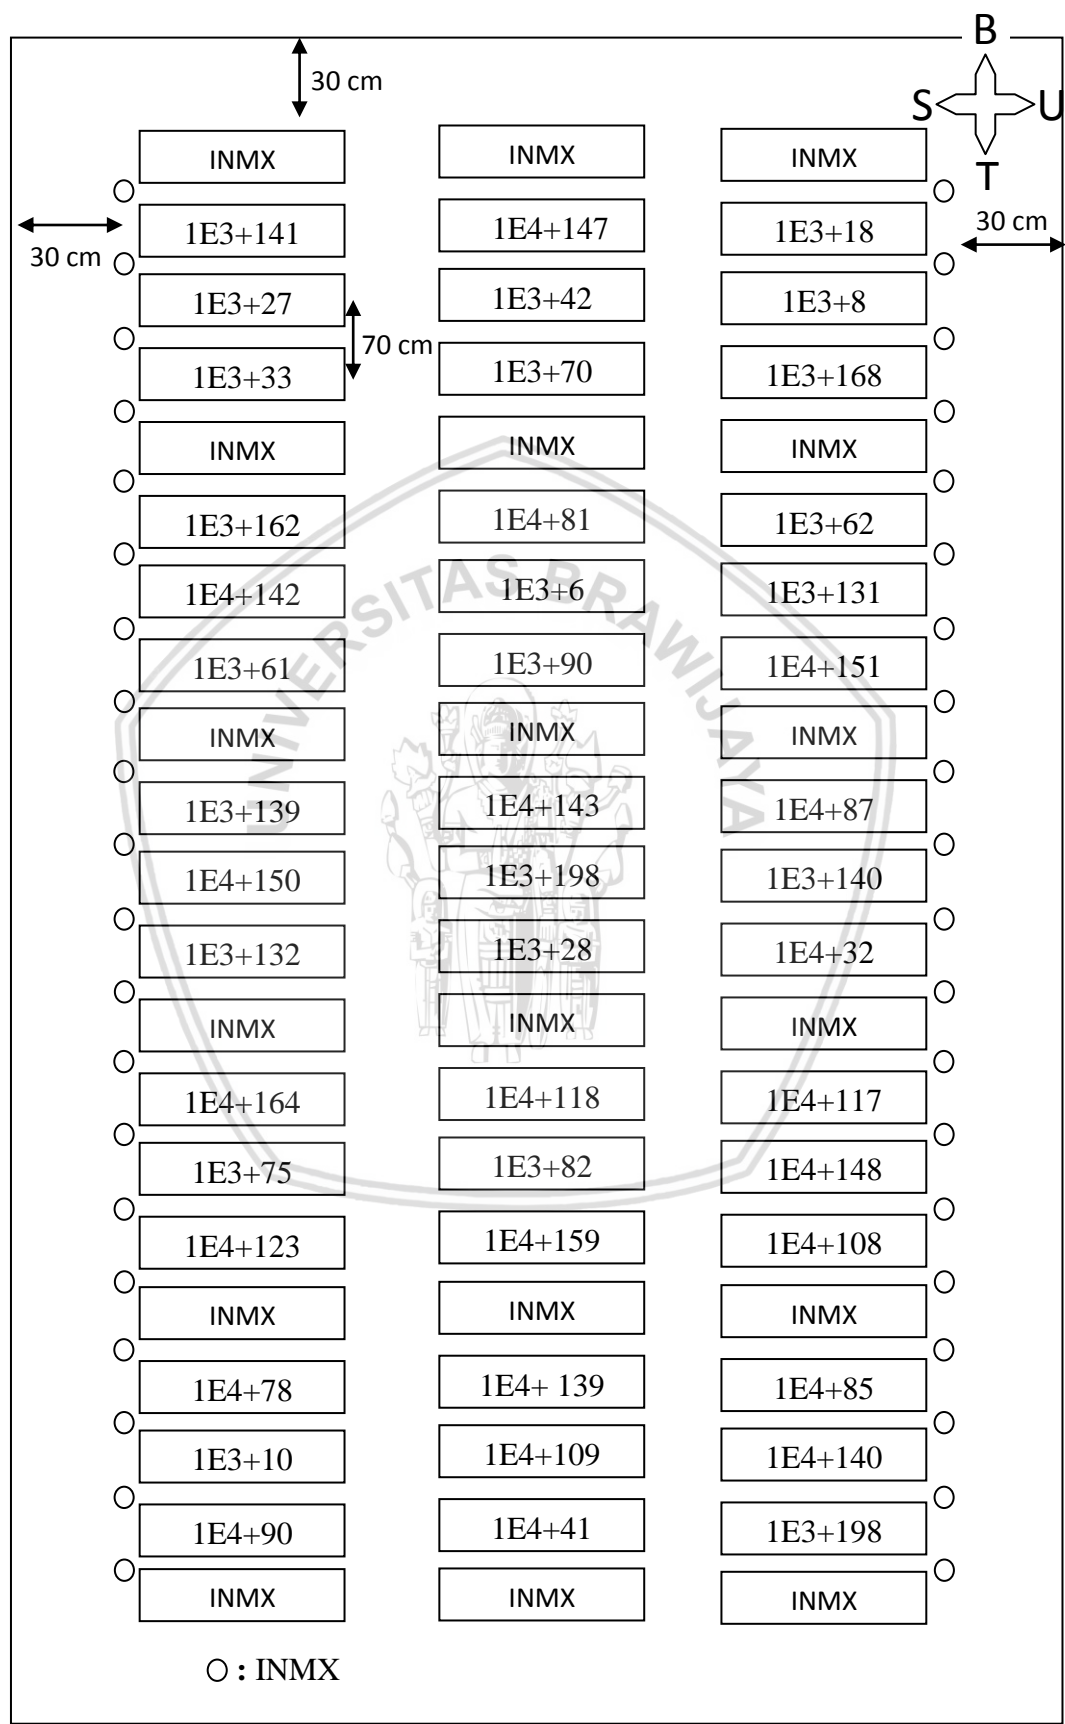 B
30 cm
S U
T
INMX INMX INMX
1E3+141 1E4+147 1E3+18
30 cm 30 cm
1E3+27 1E3+42 1E3+8
70 cm
1E3+33 1E3+70 1E3+168
INMX INMX INMX
1E3+162 1E4+81 1E3+62
1E4+142 1E3+6 1E3+131
1E3+61 1E3+90 1E4+151
INMX INMX INMX
1E3+139 1E4+143 1E4+87
1E4+150 1E3+198 1E3+140
1E3+132 1E3+28 1E4+32
INMX INMX INMX
1E4+164 1E4+118 1E4+117
1E3+75 1E3+82 1E4+148
1E4+123 1E4+159 1E4+108
INMX INMX INMX
1E4+78 1E4+ 139 1E4+85
1E3+10 1E4+109 1E4+140
1E4+90 1E4+41 1E3+198
INMX INMX INMX
: INMX
UNIVERSITAS BRAWIJAYA